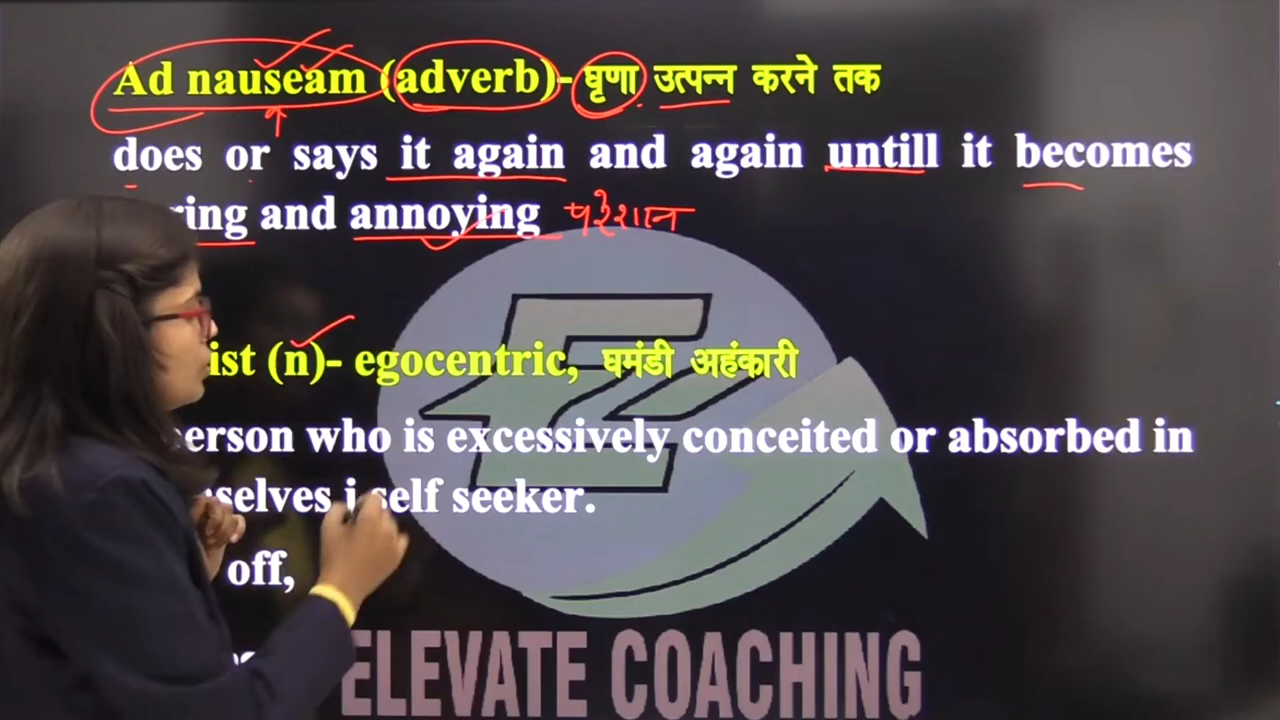 Ad nauseam (adverb)- घृणा उत्पन्न करने तक
does or says it again and again untill it becomes
ring and annoying परेशान
ist (n)- egocentric, घमंडी अहंकारी
erson who is excessively conceited or absorbed in
selves i self seeker.
off,
ELEVATE COACHING